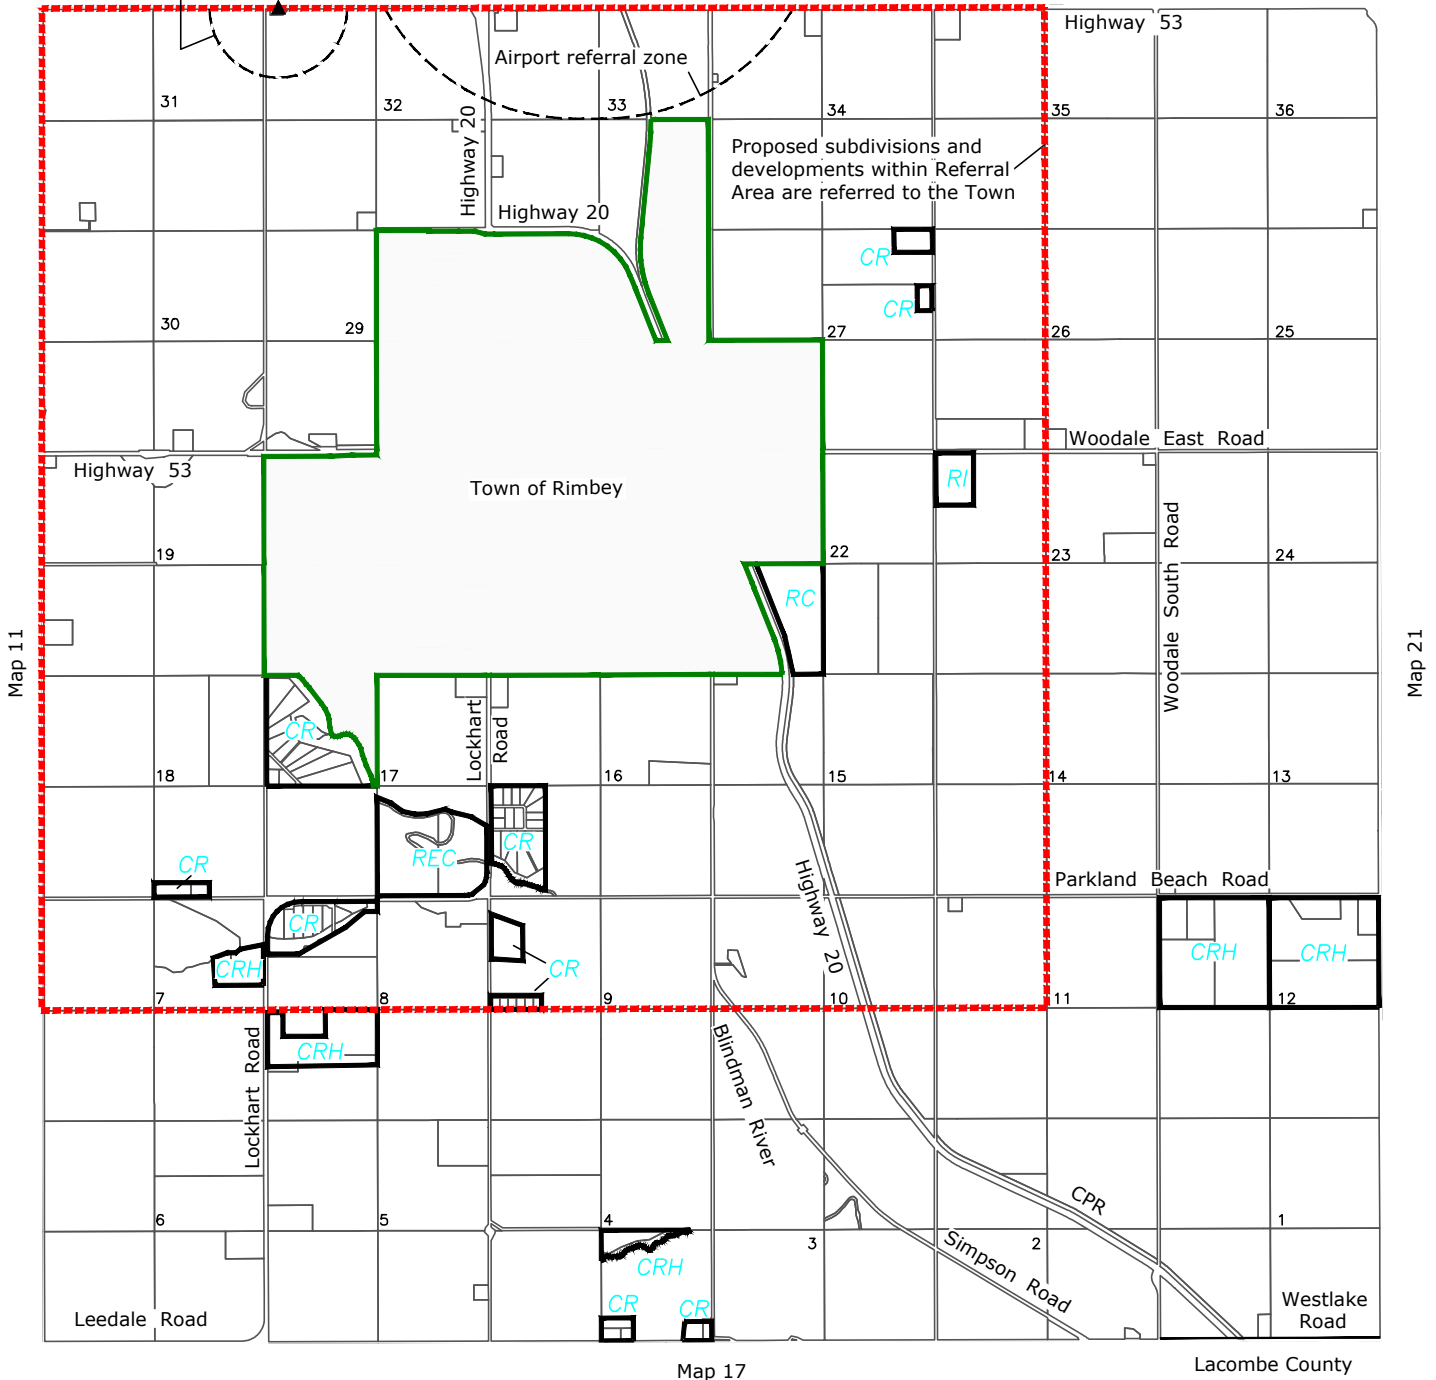 Highway 53
Airport referral zone
31
32
33
34
35
36
Highway 20
Proposed subdivisions and
developments within Referral
Area are referred to the Town
Highway 20
CR
CR
30
29
27
26
25
Woodale East Road
Highway 53
Town of Rimbey
RI
19
22
23
24
Woodale South Road
RC
Map 11
Map 21
CR
Lockhart
Road
18
17
16
15
14
13
CR
REC
CR
Highway 20
Parkland Beach Road
CR
CRH
CR
CRH
CRH
7
8
9
10
11
12
Lockhart Road
CRH
Blindman River
CPR
6
5
4
3
2
1
Simpson Road
CRH
CR
CR
Leedale Road
Westlake
Road
Map 17
Lacombe County